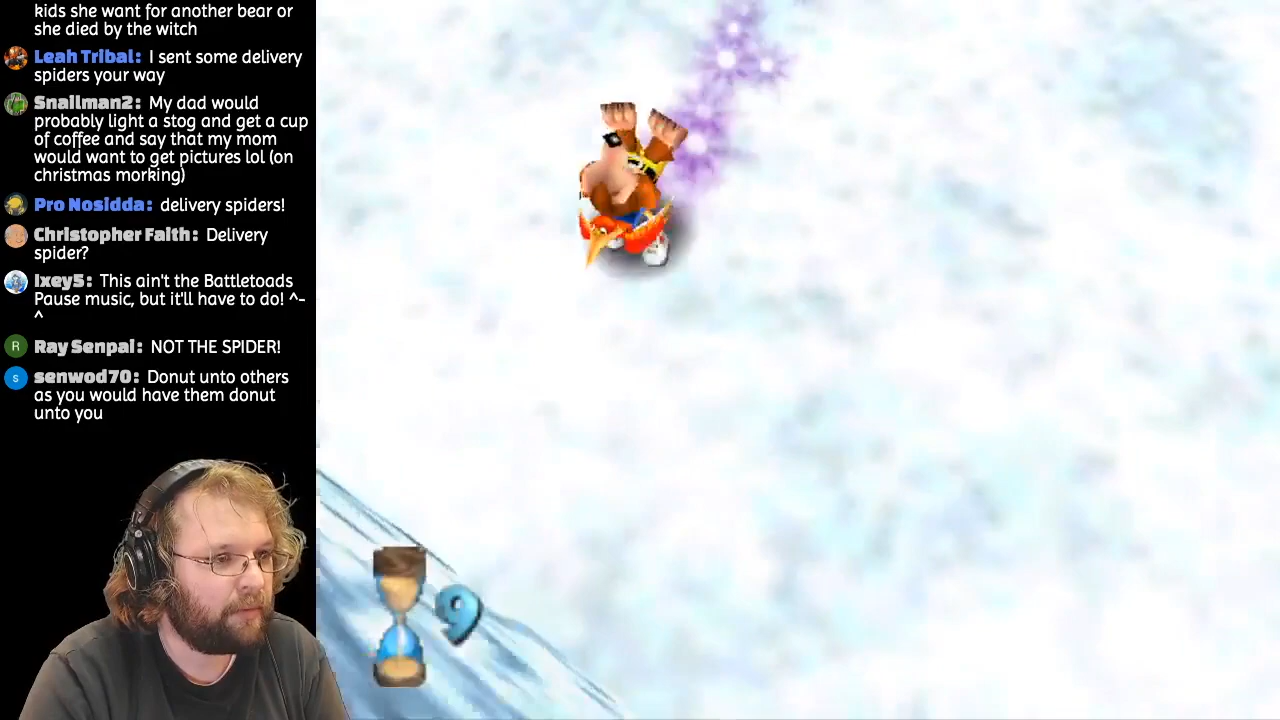 kids she want for another bear or
she died by the witch
Leah Tribal: I sent some delivery
spiders your way
Snailman2: My dad would
probably light a stog and get a cup
of coffee and say that my mom
would want to get pictures lol (on
christmas morking)
Pro Nosidda: delivery spiders!
Christopher Faith: Delivery
spider?
Ixey5: This ain't the Battletoads
Pause music, but it'll have to do! ^-
^
R Ray Senpai: NOT THE SPIDER!
s senwod70: Donut unto others
as you would have them donut
unto you
9